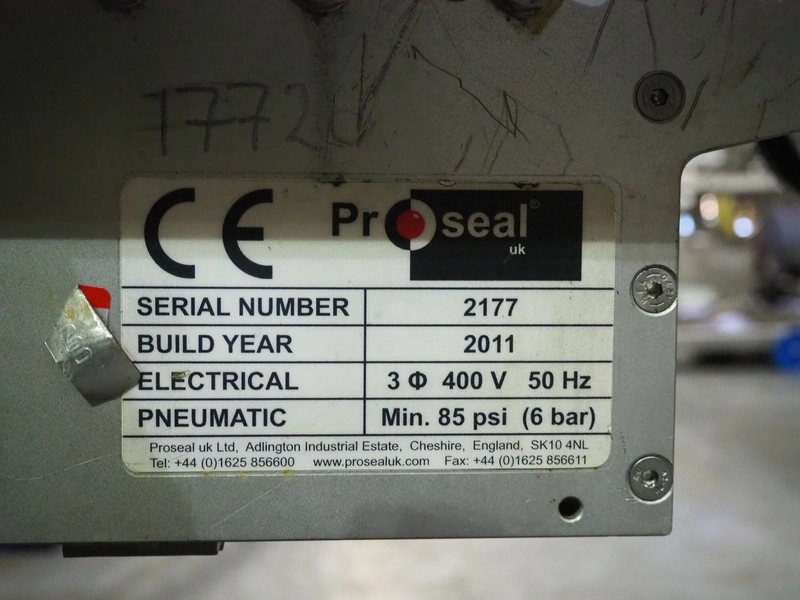 CE Proseal®
uk
SERIAL NUMBER 2177
BUILD YEAR 2011
ELECTRICAL 3 Φ 400 V 50 Hz
PNEUMATIC Min. 85 psi (6 bar)
Proseal uk Ltd, Adlington Industrial Estate, Cheshire, England, SK10 4NL
Tel: +44 (0)1625 856600 www.prosealuk.com Fax: +44 (0)1625 856611